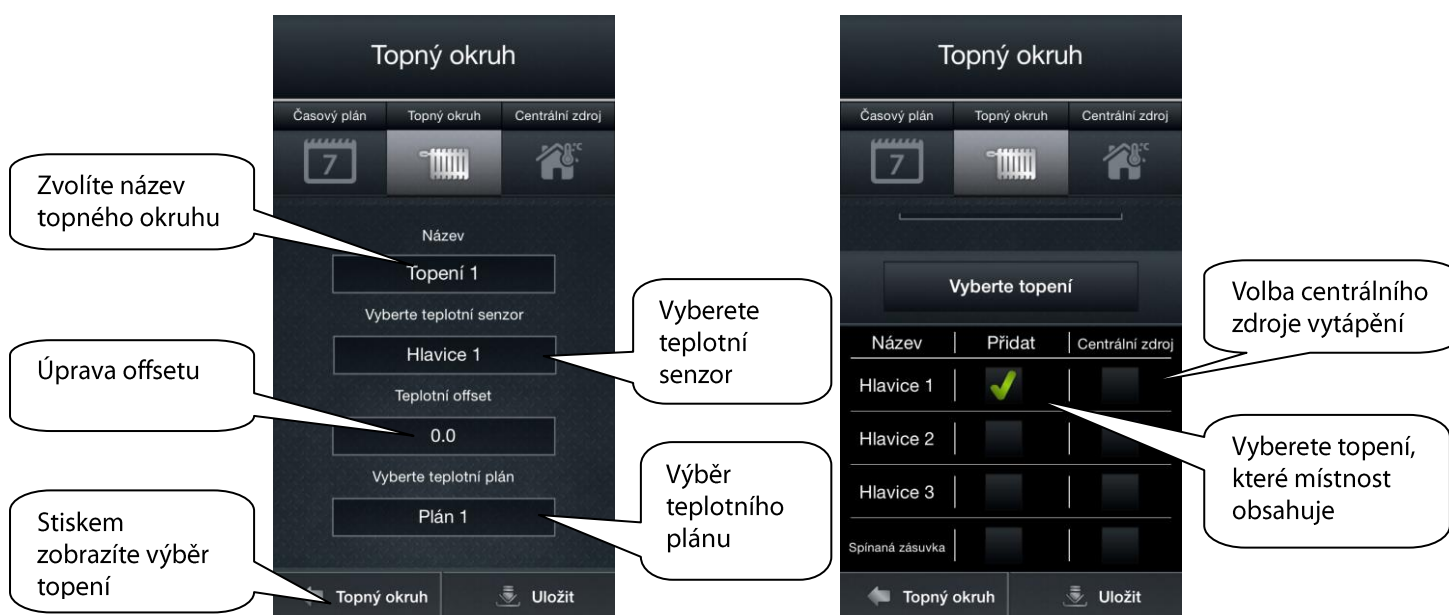 Topný okruh
Časový plán
Topný okruh
Centrální zdroj
7
°C
Zvolíte název
topného okruhu
Název
Topení 1
Vyberte teplotní senzor
Hlavice 1
Vyberete
teplotní
senzor
Úprava offsetu
Teplotní offset
0.0
Vyberte teplotní plán
Plán 1
Výběr
teplotního
plánu
Stiskem
zobrazíte výběr
topení
Topný okruh
Uložit
Topný okruh
Časový plán
Topný okruh
Centrální zdroj
7
°C
Vyberte topení
Volba centrálního
zdroje vytápění
Název
Přidat
Centrální zdroj
Hlavice 1
Hlavice 2
Hlavice 3
Spínaná zásuvka
Vyberete topení,
které místnost
obsahuje
Topný okruh
Uložit